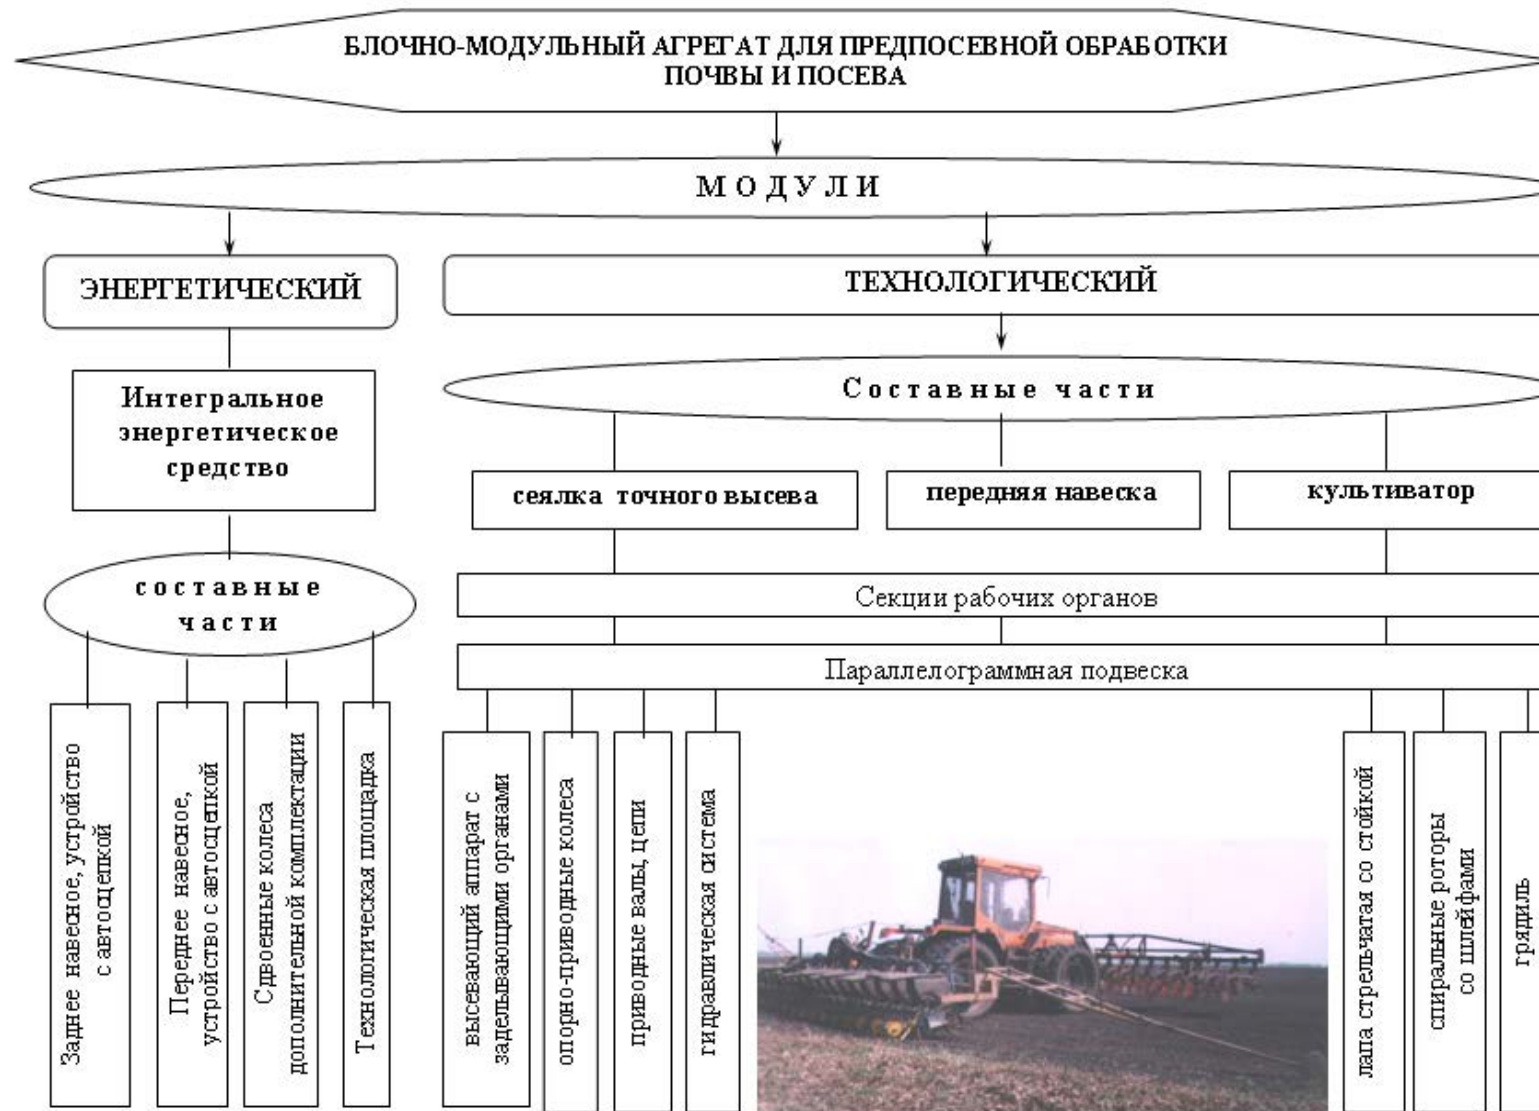 БЛОЧНО-МОДУЛЬНЫЙ АГРЕГАТ ДЛЯ ПРЕДПОСЕВНОЙ ОБРАБОТКИ
ПОЧВЫ И ПОСЕВА
МОДУЛИ
ЭНЕРГЕТИЧЕСКИЙ
ТЕХНОЛОГИЧЕСКИЙ
Интегральное
энергетическое
средство
Составные части
сеялка точного высева
передняя навеска
культиватор
составные
части
Секции рабочих органов
Параллелограммная подвеска
Заднее навесное, устройство
с автосцепкой
Переднее навесное,
устройство с автосцепкой
Сдвоенные колеса
дополнительной комплектации
Технологическая площадка
высевающий аппарат с
заделывающими органами
опорно-приводные колеса
приводные валы, цепи
гидравлическая система
лапа стрельчатая со стойкой
спиральные роторы
со шлейфами
грядиль